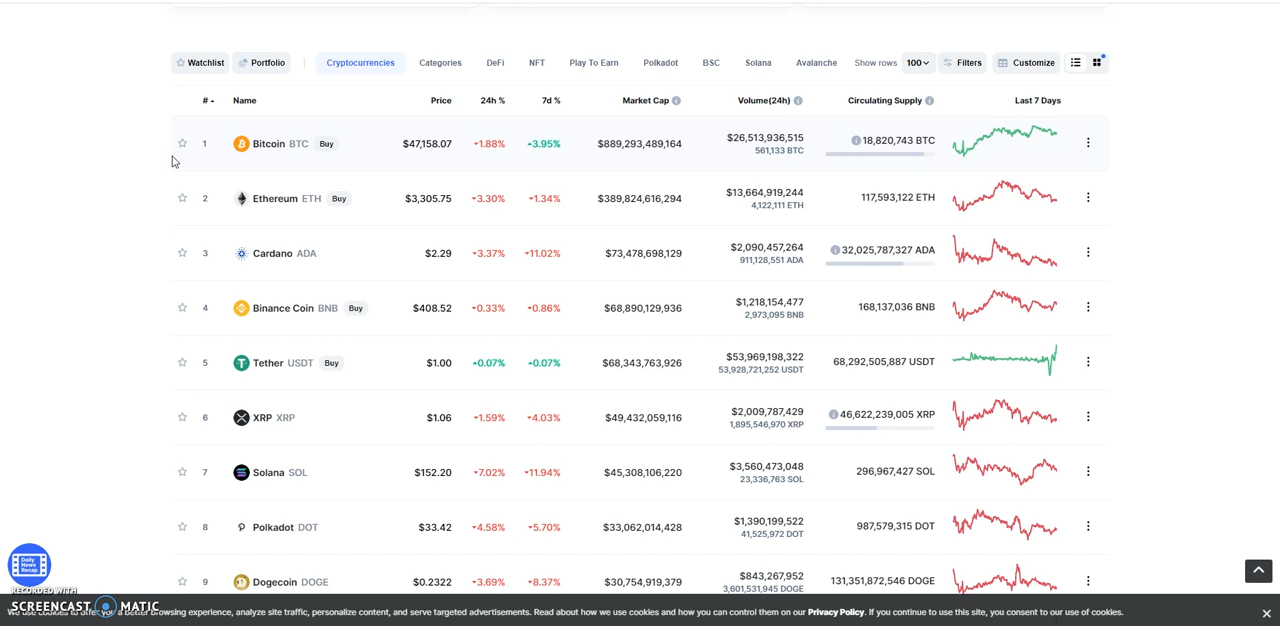 Watchlist Portfolio Cryptocurrencies Categories DeFi NFT Play To Earn Polkadot BSC Solana Avalanche Show rows 100 Filters Customize
# Name Price 24h % 7d % Market Cap Volume(24h) Circulating Supply Last 7 Days
1 Bitcoin BTC Buy $47,158.07 1.88% 3.95% $889,293,489,164 $26,513,936,515 18,820,743 BTC
561,133 BTC
2 Ethereum ETH Buy $3,305.75 3.30% 1.34% $389,824,616,294 $13,664,919,244 117,593,122 ETH
4,122,111 ETH
3 Cardano ADA $2.29 3.37% 11.02% $73,478,698,129 $2,090,457,264 32,025,787,327 ADA
911,128,551 ADA
4 Binance Coin BNB Buy $408.52 0.33% 0.86% $68,890,129,936 $1,218,154,477 168,137,036 BNB
2,973,095 BNB
5 Tether USDT Buy $1.00 0.07% 0.07% $68,343,763,926 $53,969,198,322 68,292,505,887 USDT
53,928,721,252 USDT
6 XRP XRP $1.06 1.59% 4.03% $49,432,059,116 $2,009,787,429 46,622,239,005 XRP
1,895,546,970 XRP
7 Solana SOL $152.20 7.02% 11.94% $45,308,106,220 $3,560,473,048 296,967,427 SOL
23,336,763 SOL
8 Polkadot DOT $33.42 4.58% 5.70% $33,062,014,428 $1,390,199,522 987,579,315 DOT
41,525,972 DOT
9 Dogecoin DOGE $0.2322 3.69% 8.37% $30,754,919,379 $843,267,952 131,351,872,546 DOGE
3,601,531,945 DOGE
Daily
News
Recap
RECORDED WITH
SCREENCAST MATIC
We use cookies to offer you a better browsing experience, analyze site traffic, personalize content, and serve targeted advertisements. Read about how we use cookies and how you can control them on our Privacy Policy. If you continue to use this site, you consent to our use of cookies.